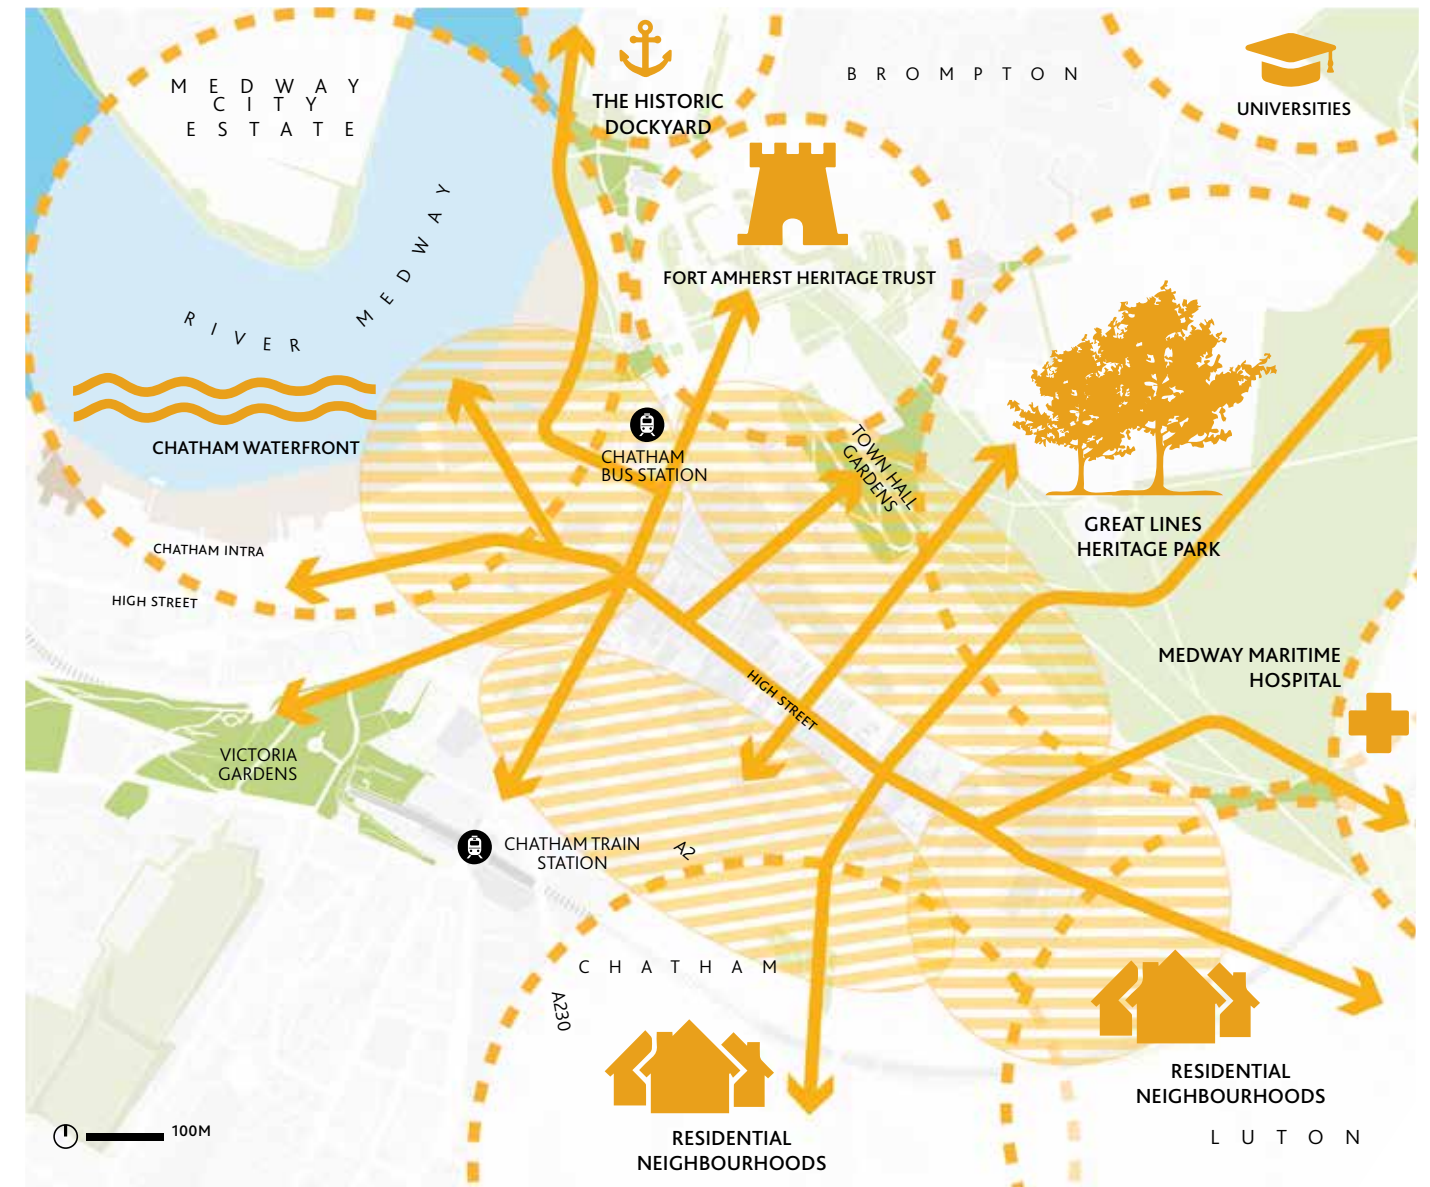 MEDWAY
CITY
ESTATE
THE HISTORIC
DOCKYARD
BROMPTON
UNIVERSITIES
RIVER MEDWAY
FORT AMHERST HERITAGE TRUST
CHATHAM WATERFRONT
CHATHAM
BUS STATION
TOWN HALL
GARDENS
GREAT LINES
HERITAGE PARK
CHATHAM INTRA
HIGH STREET
MEDWAY MARITIME
HOSPITAL
HIGH STREET
VICTORIA
GARDENS
CHATHAM TRAIN
STATION
A2
CHATHAM
A230
RESIDENTIAL
NEIGHBOURHOODS
RESIDENTIAL
NEIGHBOURHOODS
LUTON
100M